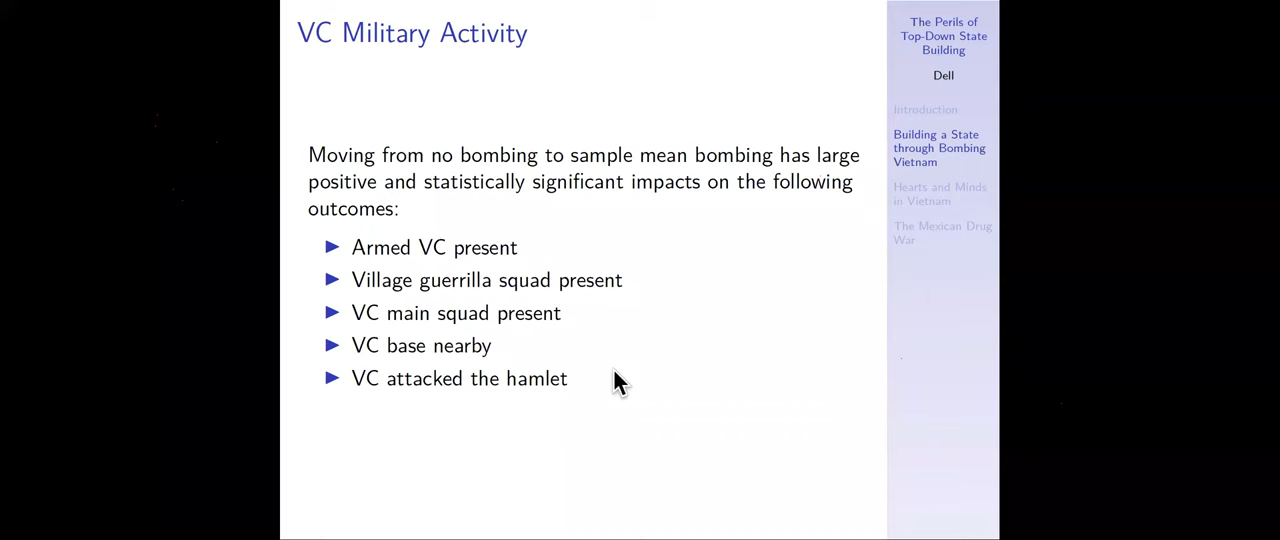 VC Military Activity
Moving from no bombing to sample mean bombing has large
positive and statistically significant impacts on the following
outcomes:
Armed VC present
Village guerrilla squad present
VC main squad present
VC base nearby
VC attacked the hamlet
The Perils of
Top-Down State
Building
Dell
Introduction
Building a State
through Bombing
Vietnam
Hearts and Minds
in Vietnam
The Mexican Drug
War